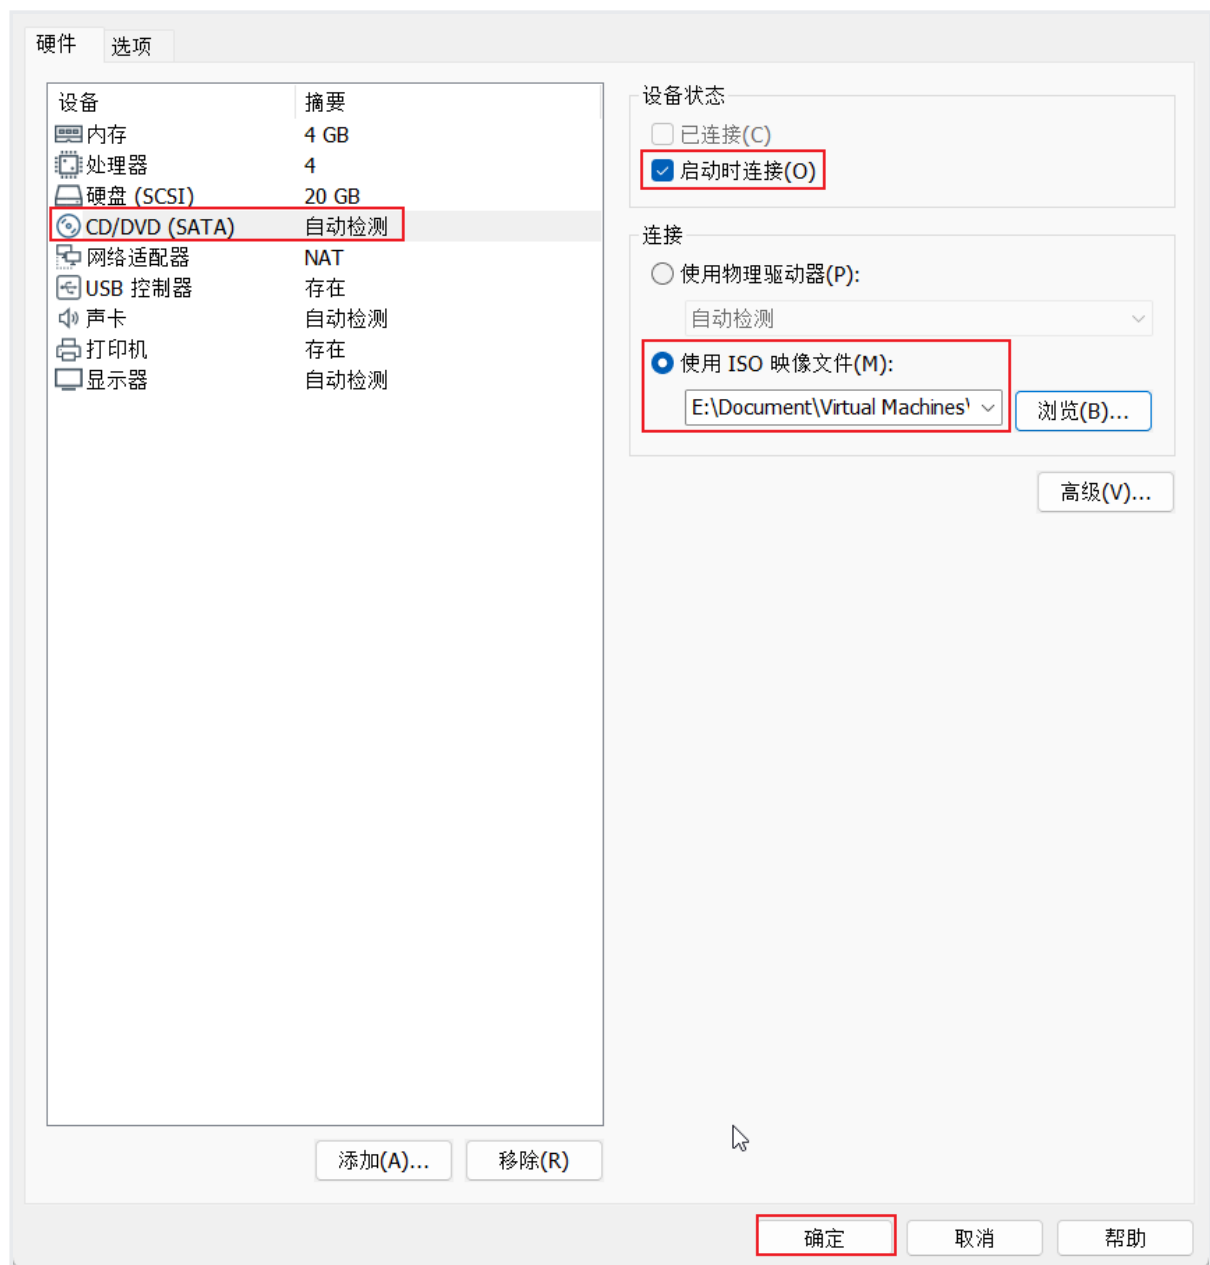 硬件 选项
设备 摘要
内存 4 GB
处理器 4
硬盘 (SCSI) 20 GB
CD/DVD (SATA) 自动检测
网络适配器 NAT
USB 控制器 存在
声卡 自动检测
打印机 存在
显示器 自动检测
添加(A)... 移除(R)
设备状态
已连接(C)
启动时连接(O)
连接
使用物理驱动器(P):
自动检测
使用 ISO 映像文件(M):
E:\Document\Virtual Machines\ 浏览(B)...
高级(V)...
确定 取消 帮助